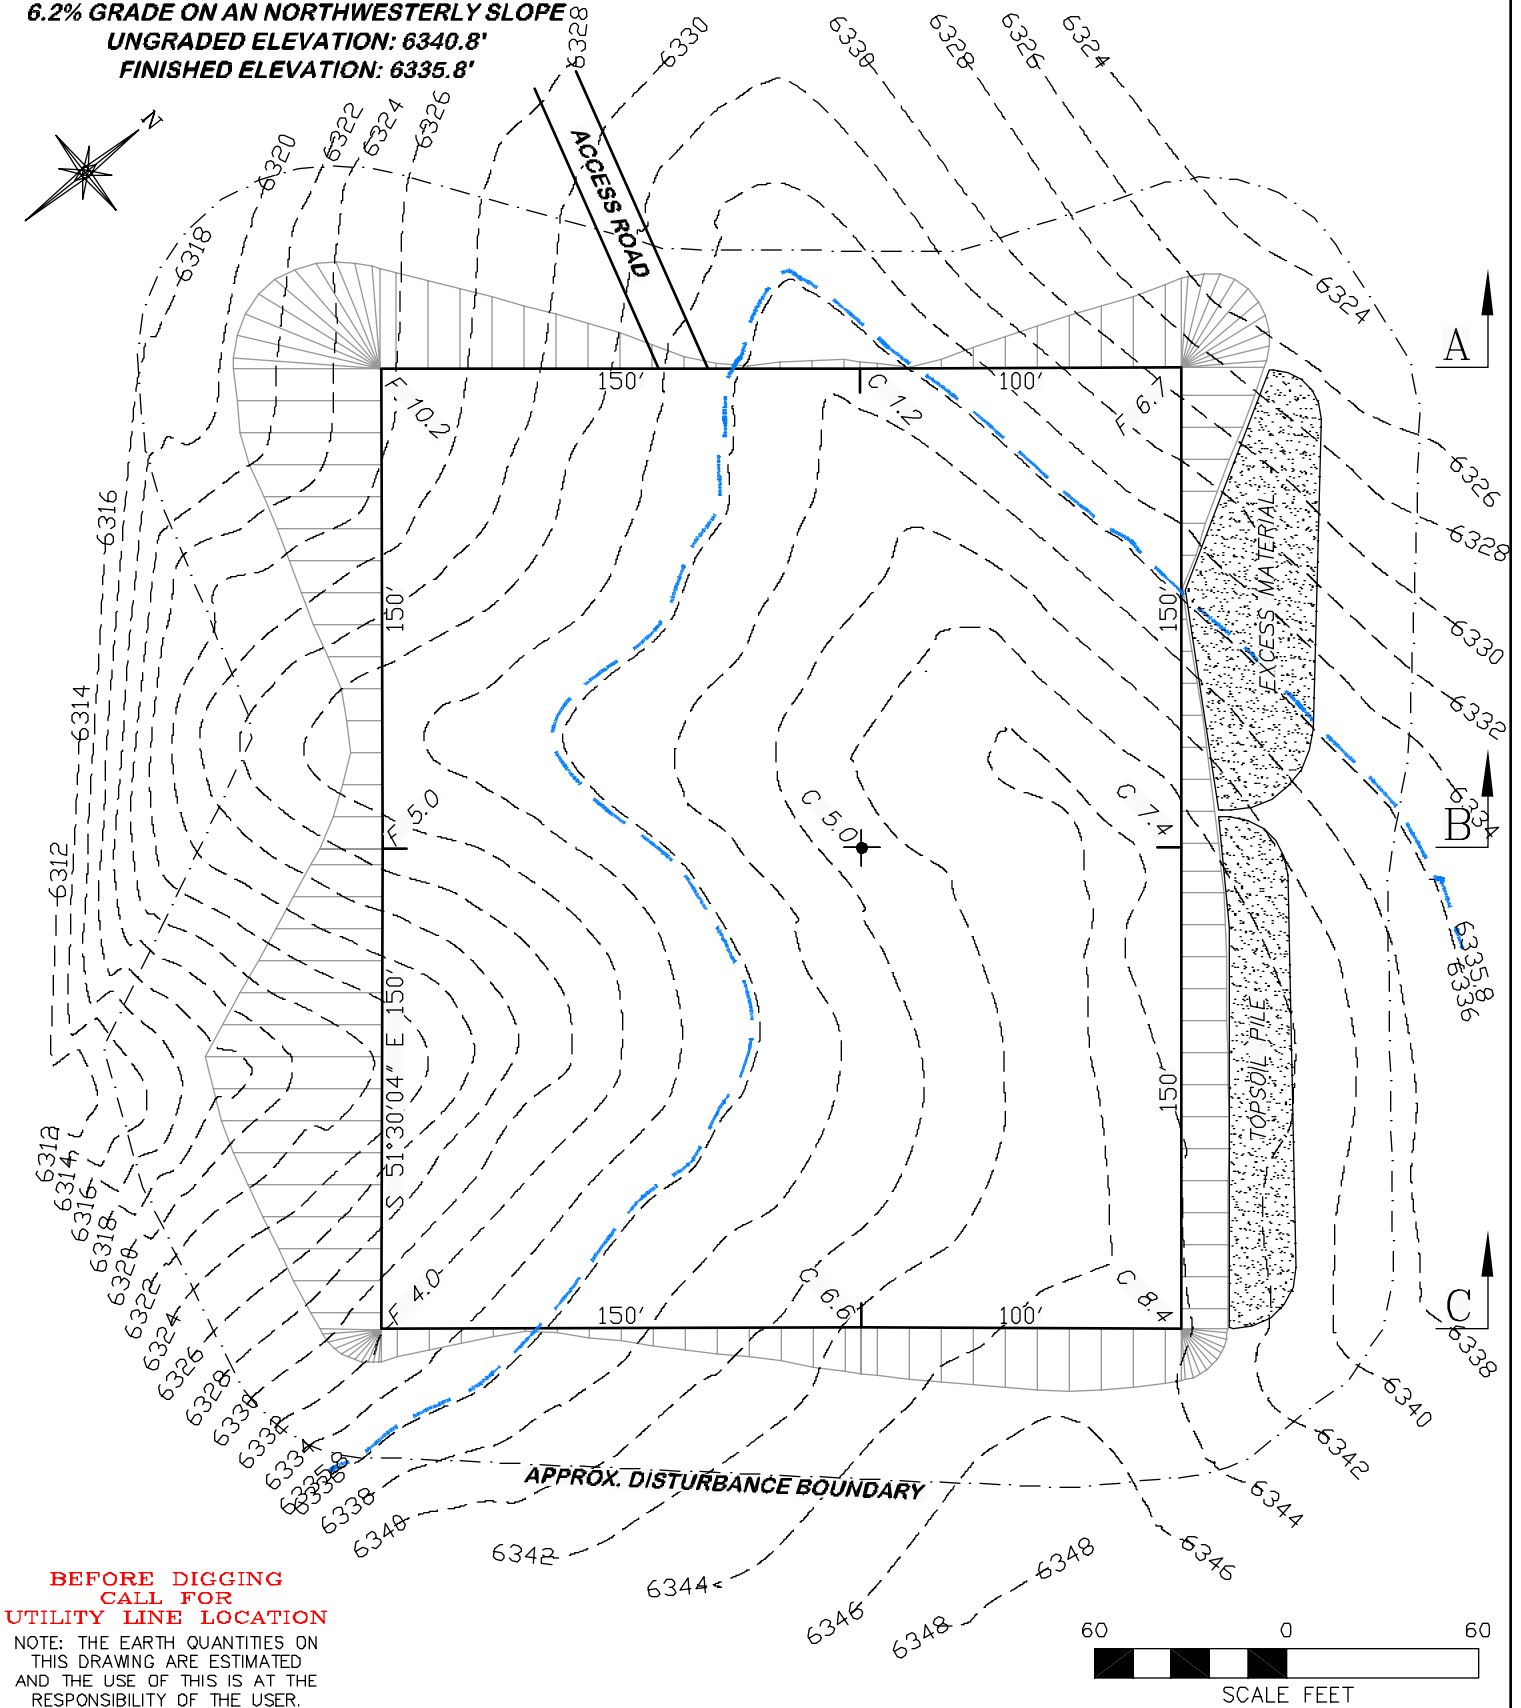 6.2% GRADE ON AN NORTHWESTERLY SLOPE
UNGRADED ELEVATION: 6340.8'
FINISHED ELEVATION: 6335.8'
N
6328
6330
6330
6328
6326
6324
6320
6322
6324
6326
6318
ACCESS ROAD
6324
A
150'
C 1.2
100'
F 10.2
F 6.7
6316
6326
6328
EXCESS MATERIAL
150'
150'
6330
6314
6332
F 5.0
C 5.0
C 7.4
6334
B
6312
6335.8
6336
S 51°30'04" E 150'
150'
TOPSOIL PILE
6312
6314
6316
6318
6320
6322
6324
6326
6328
6330
6332
6334
6335.8
6336
6338
6340
F 4.0
150'
C 6.6
100'
C 8.4
C
6338
6340
6342
6344
6346
APPROX. DISTURBANCE BOUNDARY
6342
6344
6346
6348
6348
BEFORE DIGGING
CALL FOR
UTILITY LINE LOCATION
NOTE: THE EARTH QUANTITIES ON
THIS DRAWING ARE ESTIMATED
AND THE USE OF THIS IS AT THE
RESPONSIBILITY OF THE USER.
60 0 60
SCALE FEET